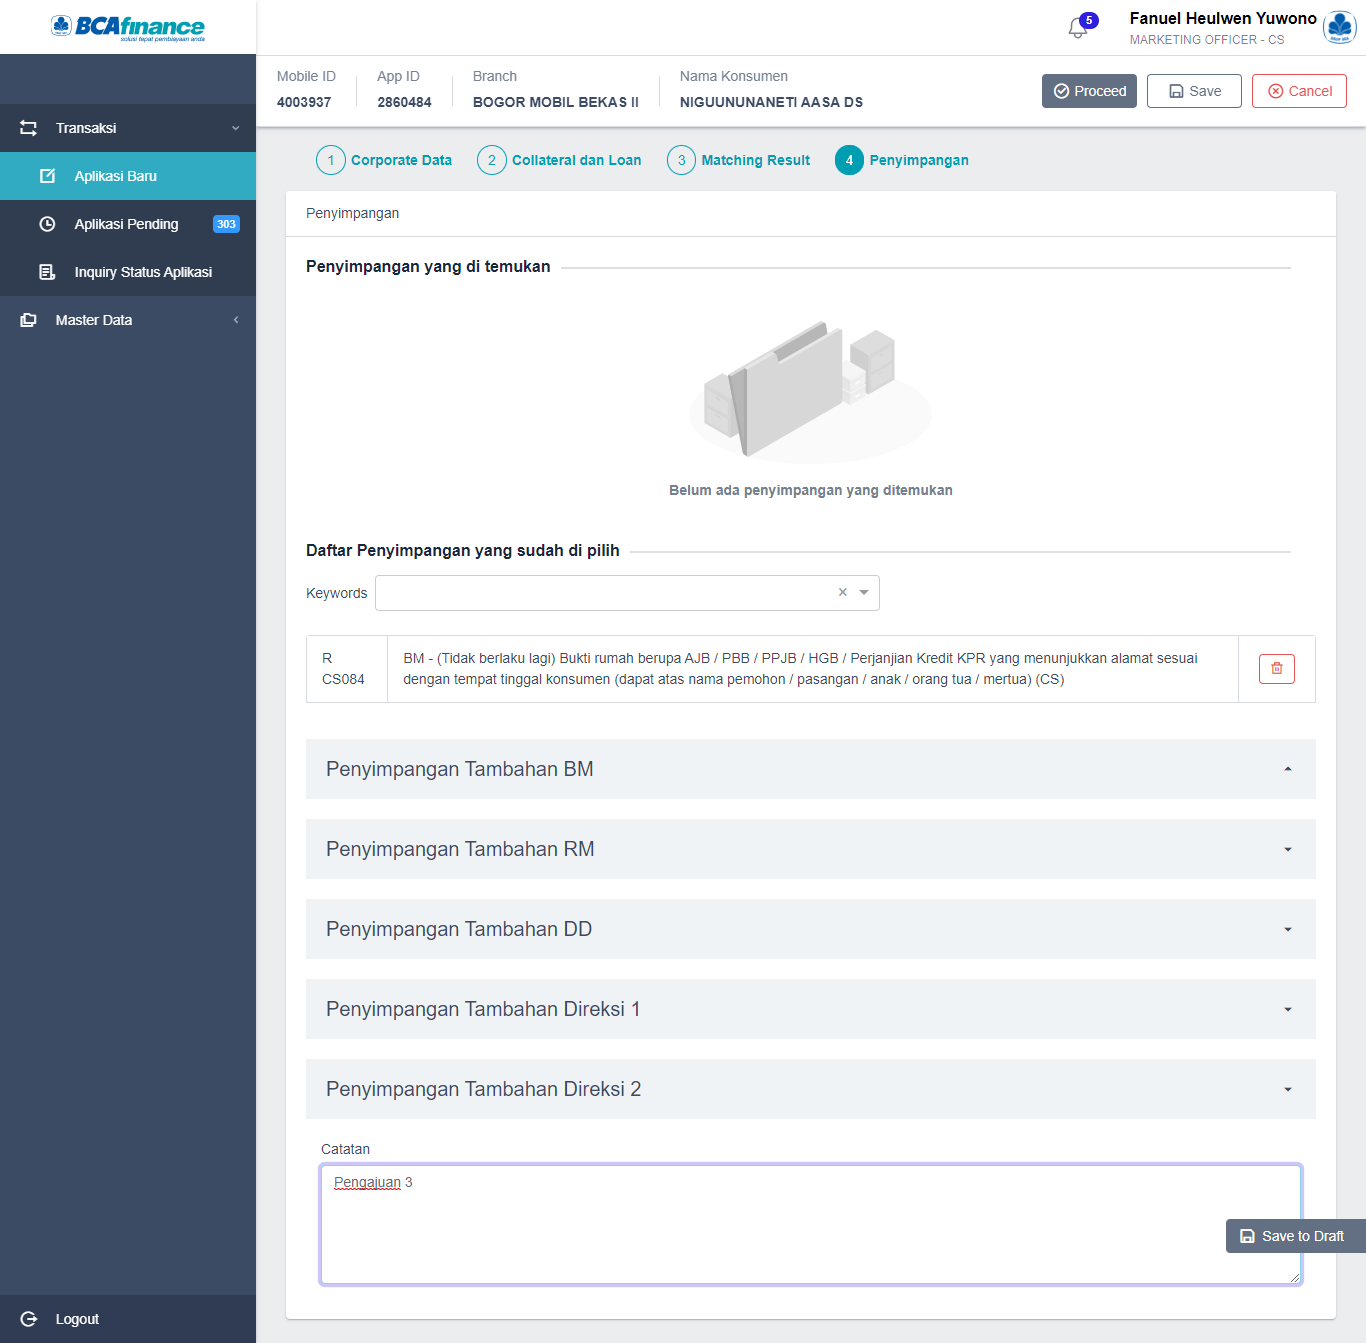 BCAfinance
solusi tepat pembiayaan anda
5
Fanuel Heulwen Yuwono
MARKETING OFFICER - CS
Mobile ID
4003937
App ID
2860484
Branch
BOGOR MOBIL BEKAS II
Nama Konsumen
NIGUUNUNANETI AASA DS
Proceed
Save
Cancel
Transaksi
Aplikasi Baru
Aplikasi Pending
303
Inquiry Status Aplikasi
Master Data
Logout
1 Corporate Data
2 Collateral dan Loan
3 Matching Result
4 Penyimpangan
Penyimpangan
Penyimpangan yang di temukan
Belum ada penyimpangan yang ditemukan
Daftar Penyimpangan yang sudah di pilih
Keywords
R
CS084
BM - (Tidak berlaku lagi) Bukti rumah berupa AJB / PBB / PPJB / HGB / Perjanjian Kredit KPR yang menunjukkan alamat sesuai
dengan tempat tinggal konsumen (dapat atas nama pemohon / pasangan / anak / orang tua / mertua) (CS)
Penyimpangan Tambahan BM
Penyimpangan Tambahan RM
Penyimpangan Tambahan DD
Penyimpangan Tambahan Direksi 1
Penyimpangan Tambahan Direksi 2
Catatan
Pengajuan 3
Save to Draft